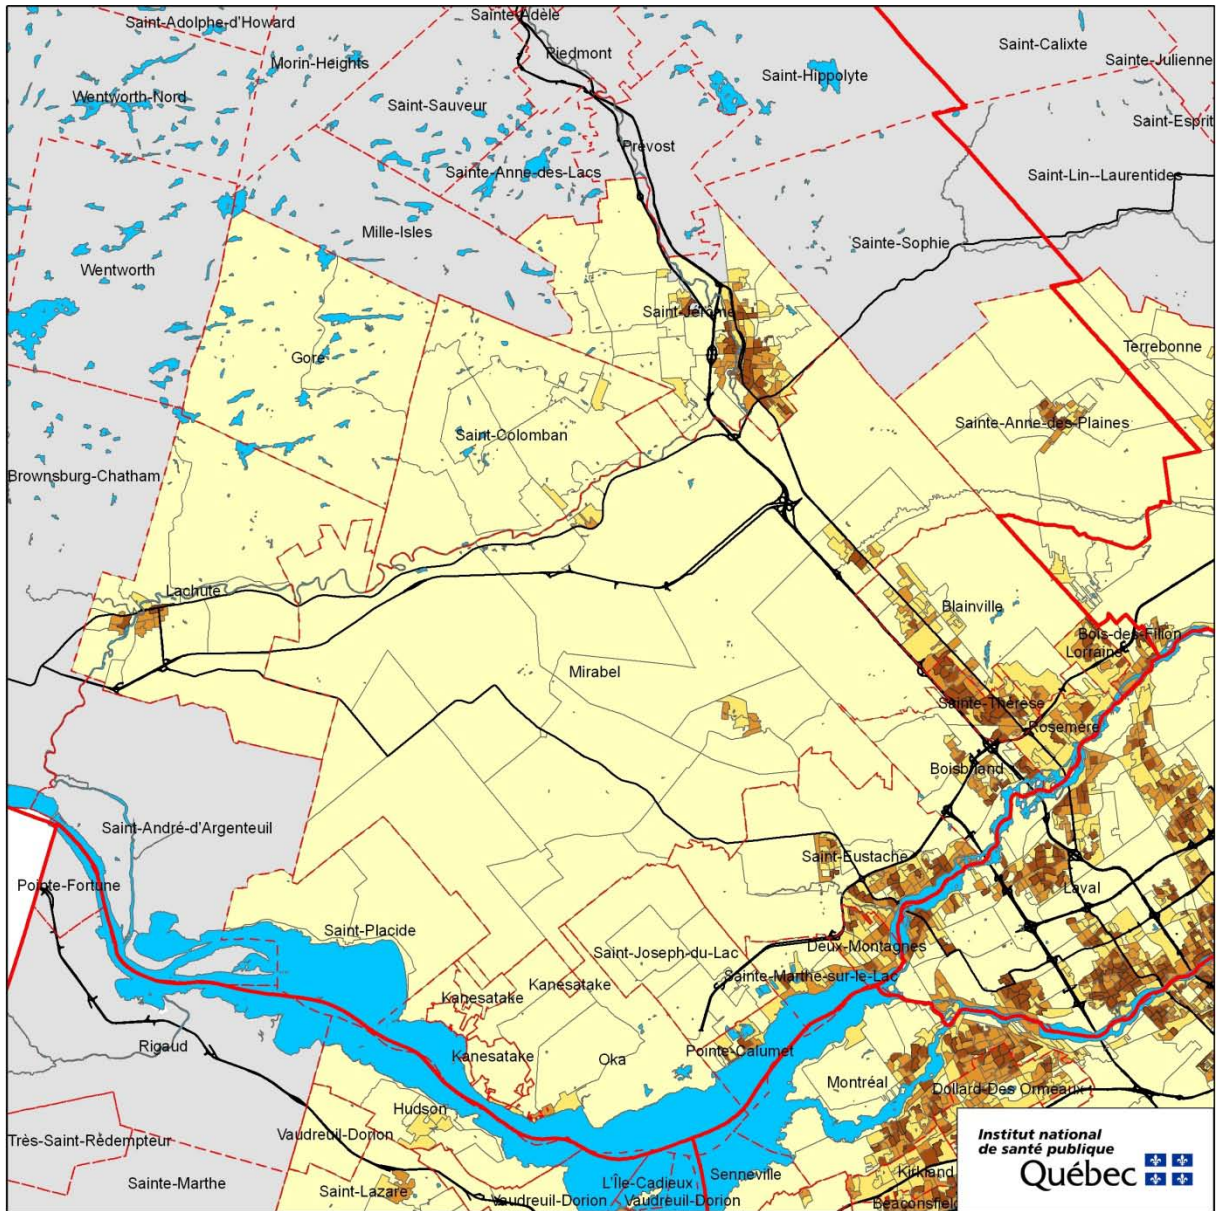 Sainte-Adèle
Saint-Adolphe-d'Howard
Saint-Calixte
Piedmont
Morin-Heights
Sainte-Julienne
Saint-Hippolyte
Wentworth-Nord
Saint-Sauveur
Saint-Esprit
Prévost
Sainte-Anne-des-Lacs
Saint-Lin--Laurentides
Mille-Isles
Sainte-Sophie
Wentworth
Saint-Jérôme
Terrebonne
Gore
Sainte-Anne-des-Plaines
Saint-Colomban
Brownsburg-Chatham
Lachute
Blainville
Bois-des-Filion
Lorraine
Mirabel
Sainte-Thérèse
Rosemère
Boisbriand
Saint-André-d'Argenteuil
Saint-Eustache
Pointe-Fortune
Laval
Saint-Placide
Deux-Montagnes
Saint-Joseph-du-Lac
Sainte-Marthe-sur-le-Lac
Kanesatake
Kanesatake
Rigaud
Pointe-Calumet
Kanesatake
Oka
Montréal
Dollard-Des Ormeaux
Hudson
Vaudreuil-Dorion
Très-Saint-Rédempteur
Institut national
de santé publique
Québec
Kirkland
Senneville
Sainte-Marthe
L'Île-Cadieux
Saint-Lazare
Vaudreuil-Dorion
Vaudreuil-Dorion
Beaconsfield